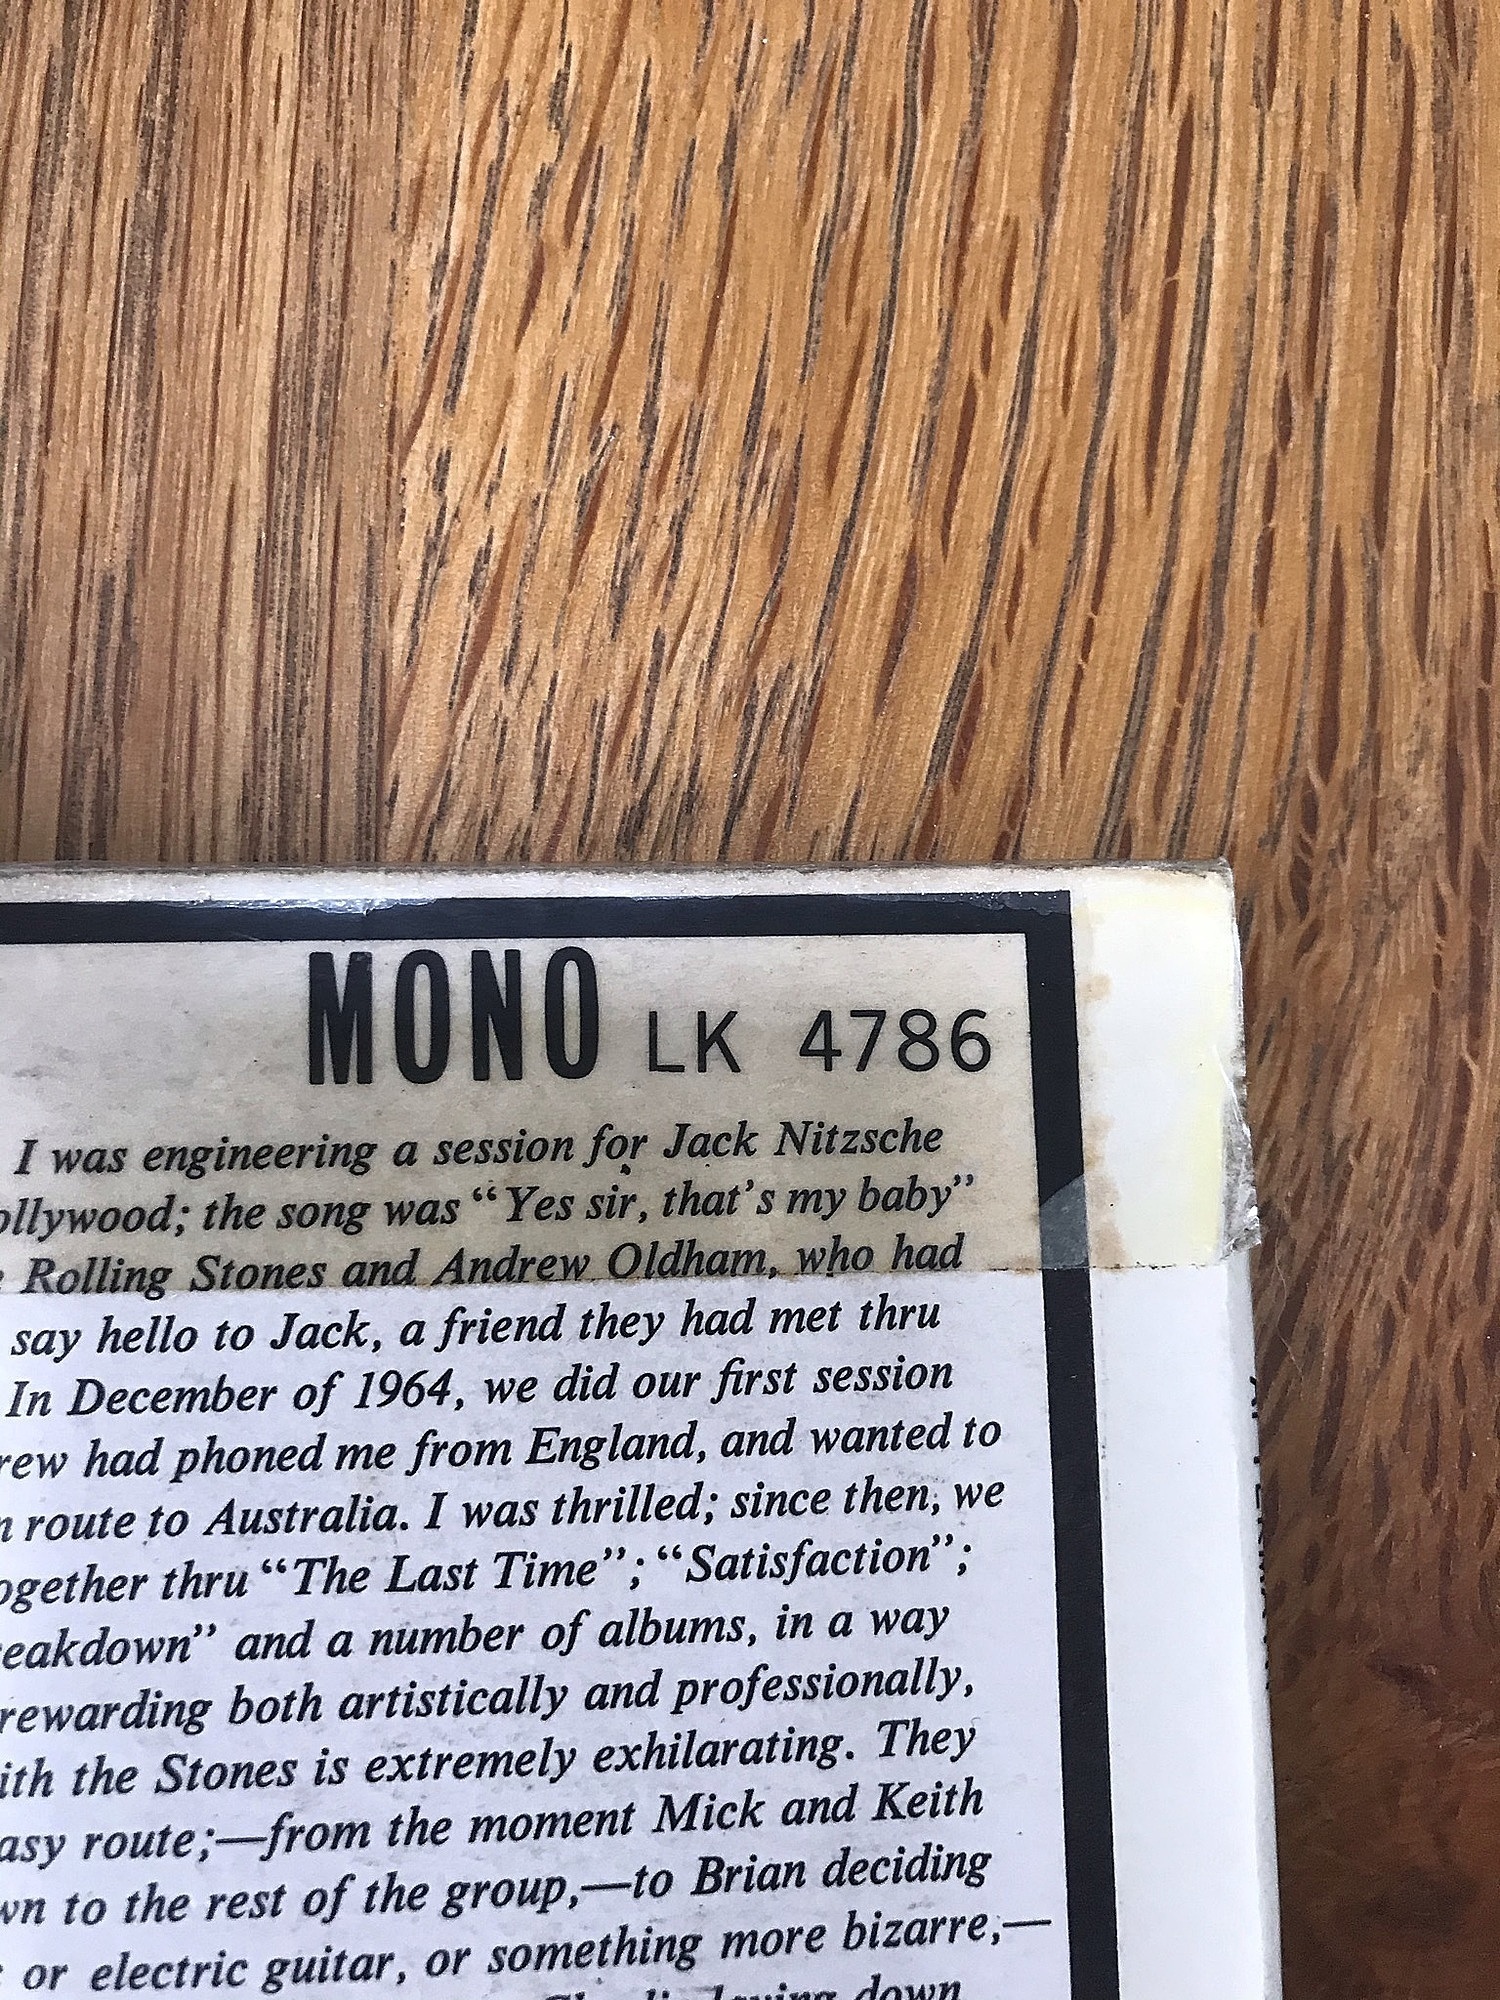 MONO LK 4786
I was engineering a session for Jack Nitzsche
ollywood; the song was “Yes sir, that’s my baby”
Rolling Stones and Andrew Oldham, who had
say hello to Jack, a friend they had met thru
In December of 1964, we did our first session
rew had phoned me from England, and wanted to
n route to Australia. I was thrilled; since then, we
ogether thru “The Last Time”; “Satisfaction”;
eakdown” and a number of albums, in a way
rewarding both artistically and professionally,
ith the Stones is extremely exhilarating. They
asy route;—from the moment Mick and Keith
wn to the rest of the group,—to Brian deciding
or electric guitar, or something more bizarre,—
down